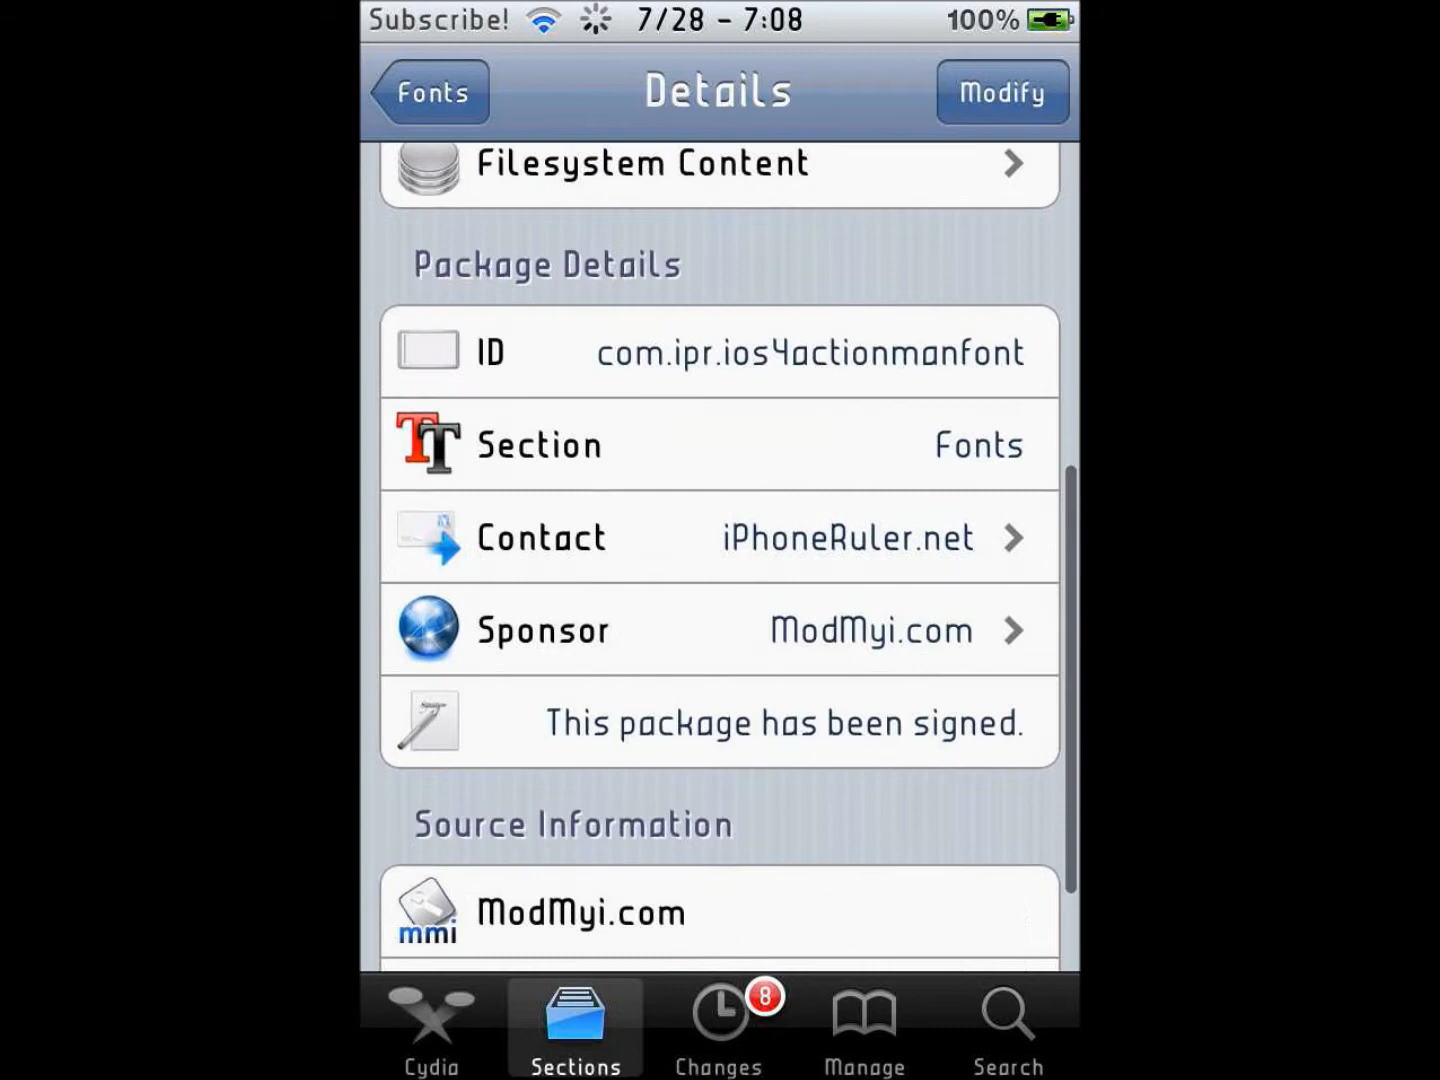 Subscribe! 7/28 - 7:08 100%
Fonts Details Modify
Filesystem Content
Package Details
ID com.ipr.ios4actionmanfont
Section Fonts
Contact iPhoneRuler.net
Sponsor ModMyi.com
This package has been signed.
Source Information
mmi ModMyi.com
8
Cydia Sections Changes Manage Search